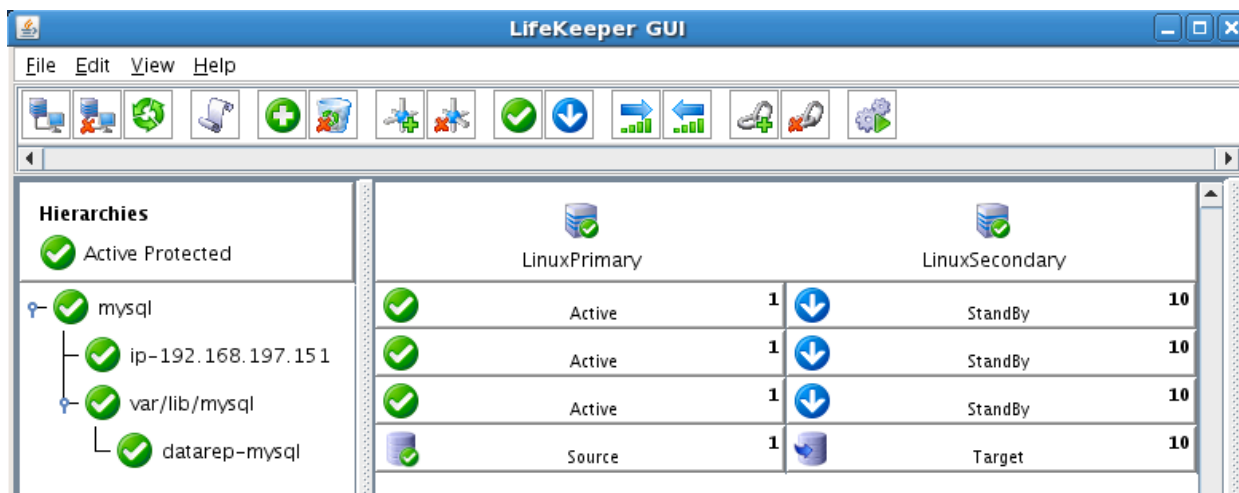 LifeKeeper GUI
File Edit View Help
Hierarchies
Active Protected
LinuxPrimary LinuxSecondary
mysql 1 Active 10 StandBy
ip-192.168.197.151 1 Active 10 StandBy
var/lib/mysql 1 Active 10 StandBy
datarep-mysql 1 Source 10 Target